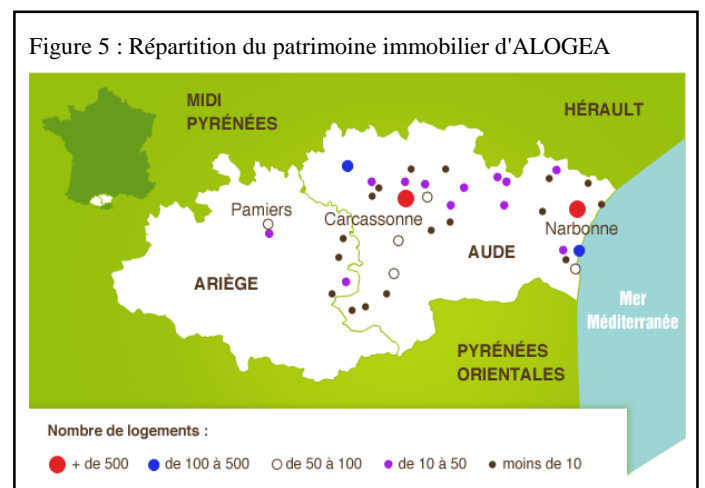 Figure 5 : Répartition du patrimoine immobilier d'ALOGEA
MIDI
PYRÉNÉES
HÉRAULT
Pamiers
Carcassonne
Narbonne
AUDE
ARIÈGE
Mer
Méditerranée
PYRÉNÉES
ORIENTALES
Nombre de logements :
+ de 500
de 100 à 500
de 50 à 100
de 10 à 50
moins de 10